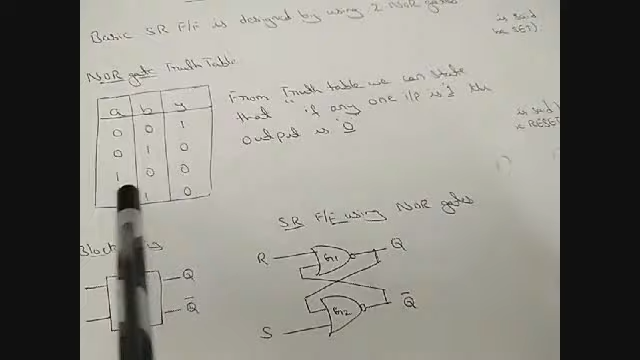 Basic SR F/F is designed by using 2 NOR gates
is said
be SET).
NOR gate Truth Table
a b y
0 0 1
0 1 0
1 0 0
1 0
From Truth table we can state
that "if any one i/p is 1 the
output is 0
is said
RESET
SR F/F using NOR gates
Block
R
Q
G1
S
G2
Q̅
Q
Q̅